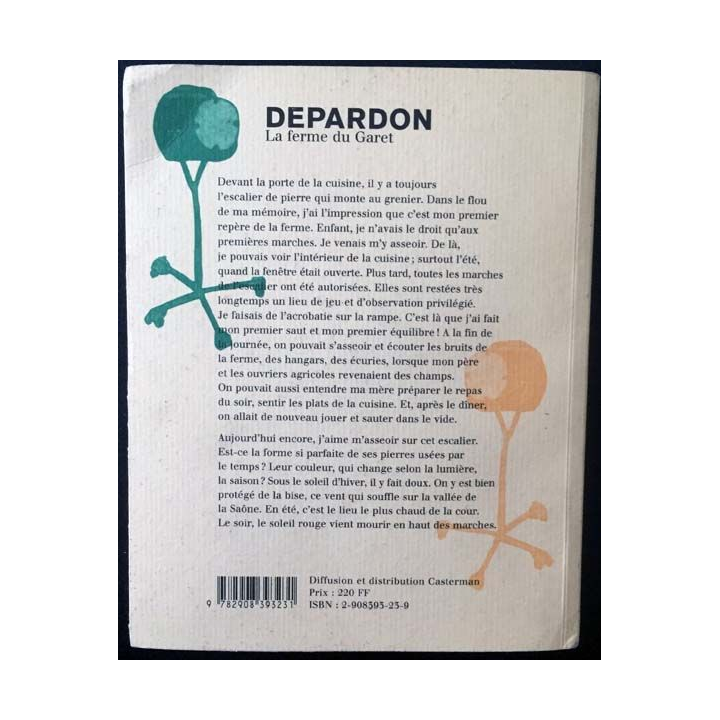 DEPARDON
La ferme du Garet
Devant la porte de la cuisine, il y a toujours
l'escalier de pierre qui monte au grenier. Dans le flou
de ma mémoire, j'ai l'impression que c'est mon premier
repère de la ferme. Enfant, je n'avais le droit qu'aux
premières marches. Je venais m'y asseoir. De là,
je pouvais voir l'intérieur de la cuisine ; surtout l'été,
quand la fenêtre était ouverte. Plus tard, toutes les marches
de l'escalier ont été autorisées. Elles sont restées très
longtemps un lieu de jeu et d'observation privilégié.
Je faisais de l'acrobatie sur la rampe. C'est là que j'ai fait
mon premier saut et mon premier équilibre ! A la fin de
la journée, on pouvait s'asseoir et écouter les bruits de
la ferme, des hangars, des écuries, lorsque mon père
et les ouvriers agricoles revenaient des champs.
On pouvait aussi entendre ma mère préparer le repas
du soir, sentir les plats de la cuisine. Et, après le dîner,
on allait de nouveau jouer et sauter dans le vide.
Aujourd'hui encore, j'aime m'asseoir sur cet escalier.
Est-ce la forme si parfaite de ses pierres usées par
le temps ? Leur couleur, qui change selon la lumière,
la saison ? Sous le soleil d'hiver, il y fait doux. On y est bien
protégé de la bise, ce vent qui souffle sur la vallée de
la Saône. En été, c'est le lieu le plus chaud de la cour.
Le soir, le soleil rouge vient mourir en haut des marches.
Diffusion et distribution Casterman
Prix : 220 FF
ISBN : 2-908393-23-9
9 782908 393231